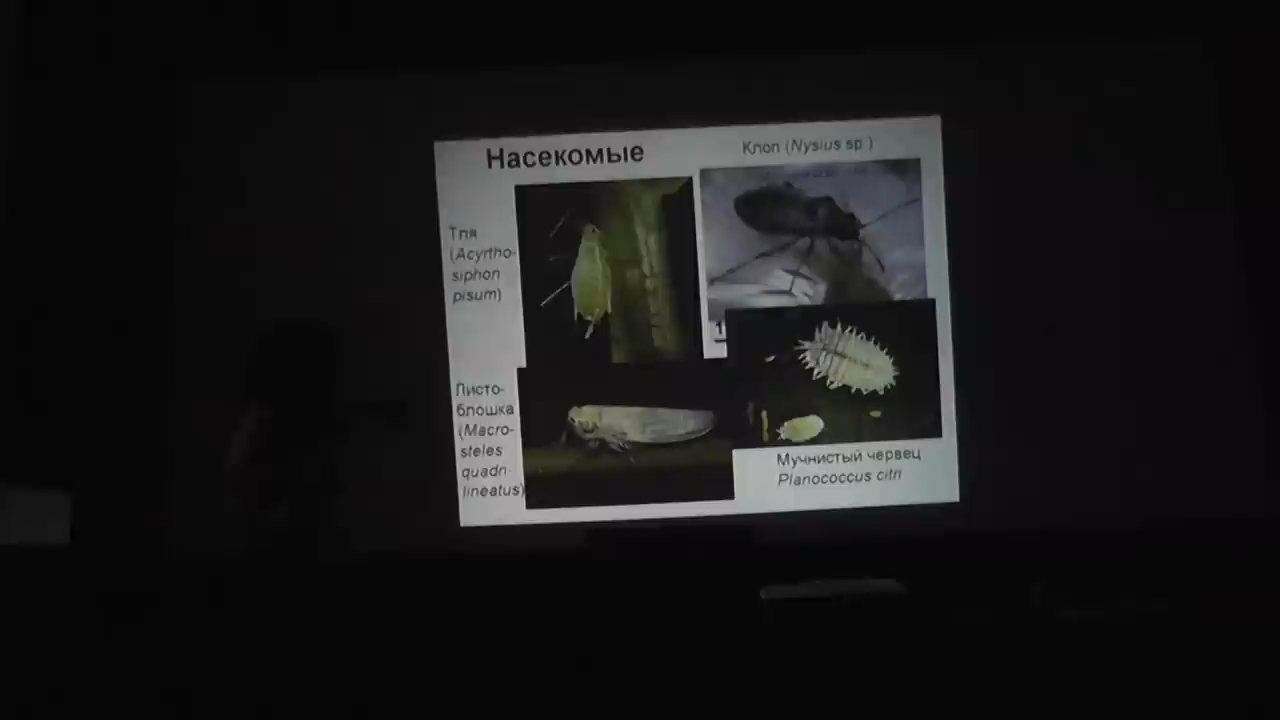 Насекомые
Клоп (Nysius sp.)
Тля
(Acyrtho-
siphon
pisum)
Листо-
блошка
(Macro-
steles
quadri-
lineatus)
Мучнистый червец
Planococcus citri